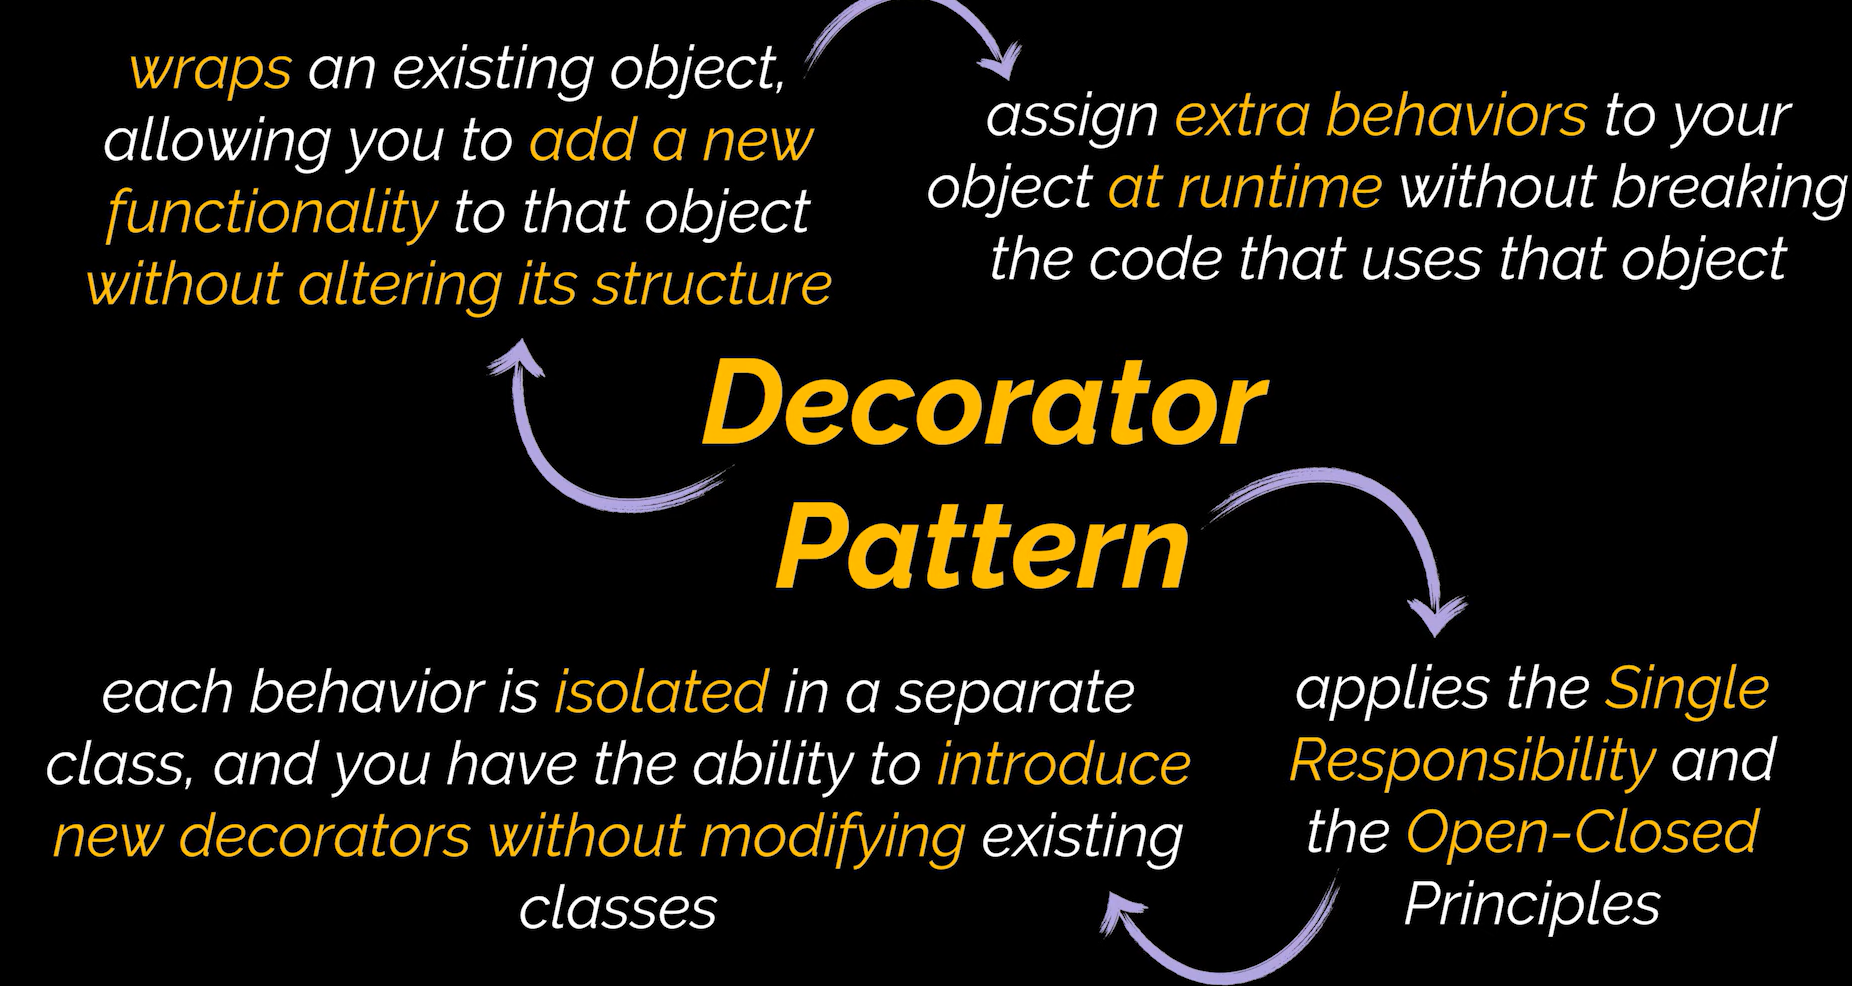 wraps an existing object,
allowing you to add a new
functionality to that object
without altering its structure
assign extra behaviors to your
object at runtime without breaking
the code that uses that object
Decorator
Pattern
each behavior is isolated in a separate
class, and you have the ability to introduce
new decorators without modifying existing
classes
applies the Single
Responsibility and
the Open-Closed
Principles